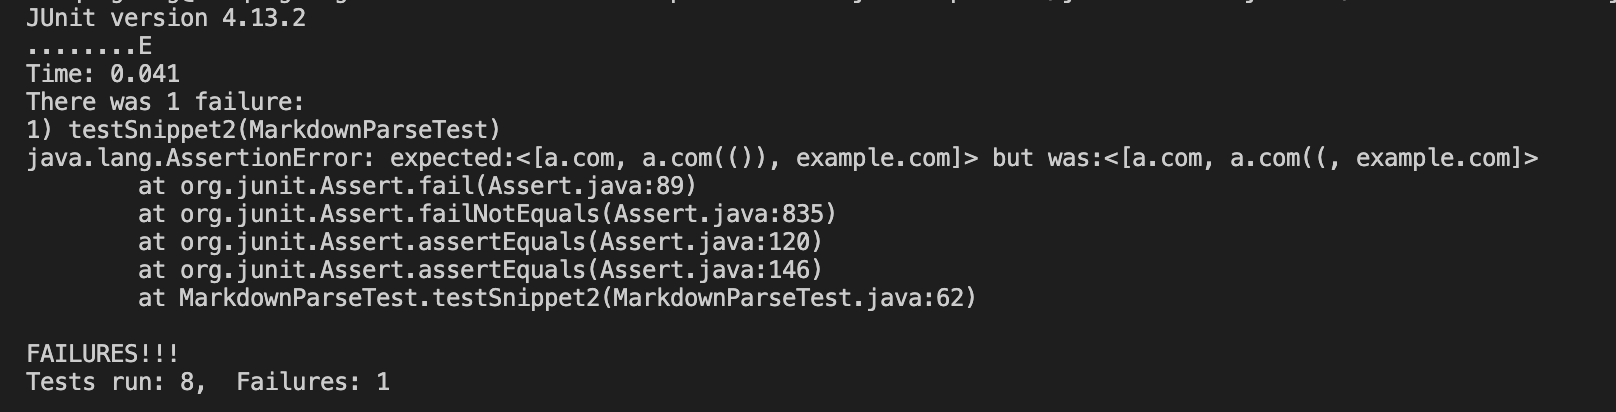 JUnit version 4.13.2
........E
Time: 0.041
There was 1 failure:
1) testSnippet2(MarkdownParseTest)
java.lang.AssertionError: expected:<[a.com, a.com(()), example.com]> but was:<[a.com, a.com((, example.com]>
        at org.junit.Assert.fail(Assert.java:89)
        at org.junit.Assert.failNotEquals(Assert.java:835)
        at org.junit.Assert.assertEquals(Assert.java:120)
        at org.junit.Assert.assertEquals(Assert.java:146)
        at MarkdownParseTest.testSnippet2(MarkdownParseTest.java:62)
FAILURES!!!
Tests run: 8,  Failures: 1